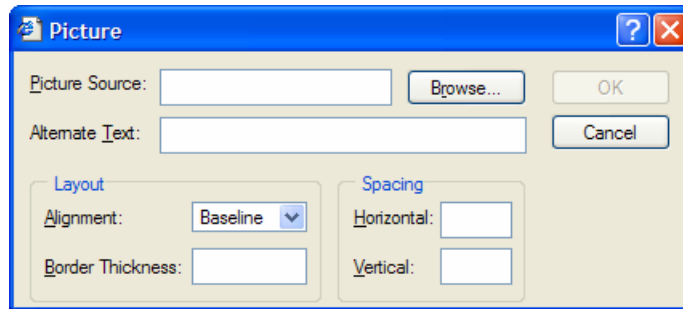 Picture
?
Picture Source: Browse... OK
Alternate Text: Cancel
Layout Spacing
Alignment: Baseline Horizontal:
Border Thickness: Vertical: